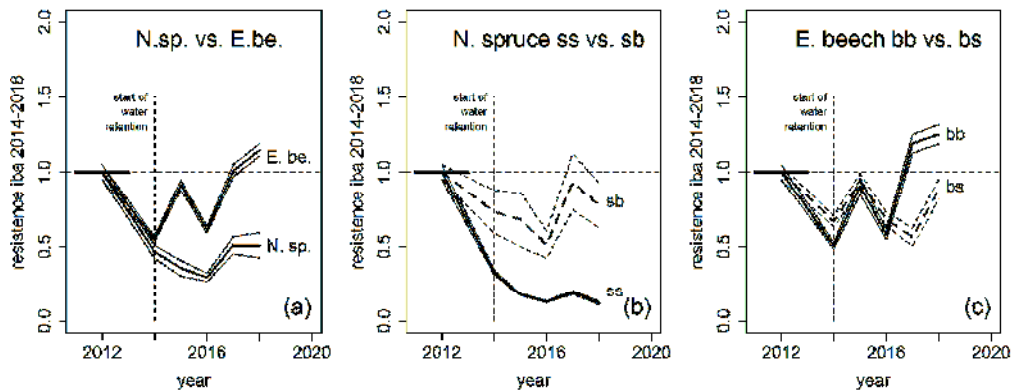 N.sp. vs. E.be.
resistence iba 2014-2018
2.0
1.5
1.0
0.5
0.0
start of
water
retention
E. be.
N. sp.
(a)
2012
2016
2020
year
N. spruce ss vs. sb
resistence iba 2014-2018
2.0
1.5
1.0
0.5
0.0
start of
water
retention
sb
ss
(b)
2012
2016
2020
year
E. beech bb vs. bs
resistence iba 2014-2018
2.0
1.5
1.0
0.5
0.0
start of
water
retention
bb
bs
(c)
2012
2016
2020
year